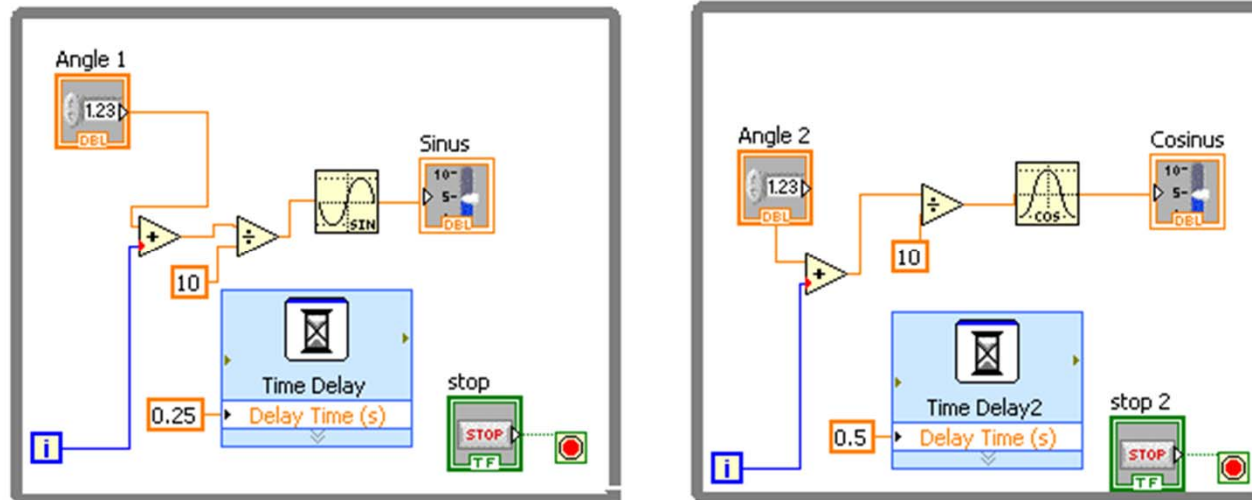 Angle 1
1.23
DBL
Sinus
10-
5-
DBL
SIN
+
÷
10
Time Delay
Delay Time (s)
0.25
stop
STOP
TF
i
Angle 2
1.23
DBL
Cosinus
10-
5-
DBL
÷
COS
10
+
Time Delay2
Delay Time (s)
0.5
stop 2
STOP
TF
i